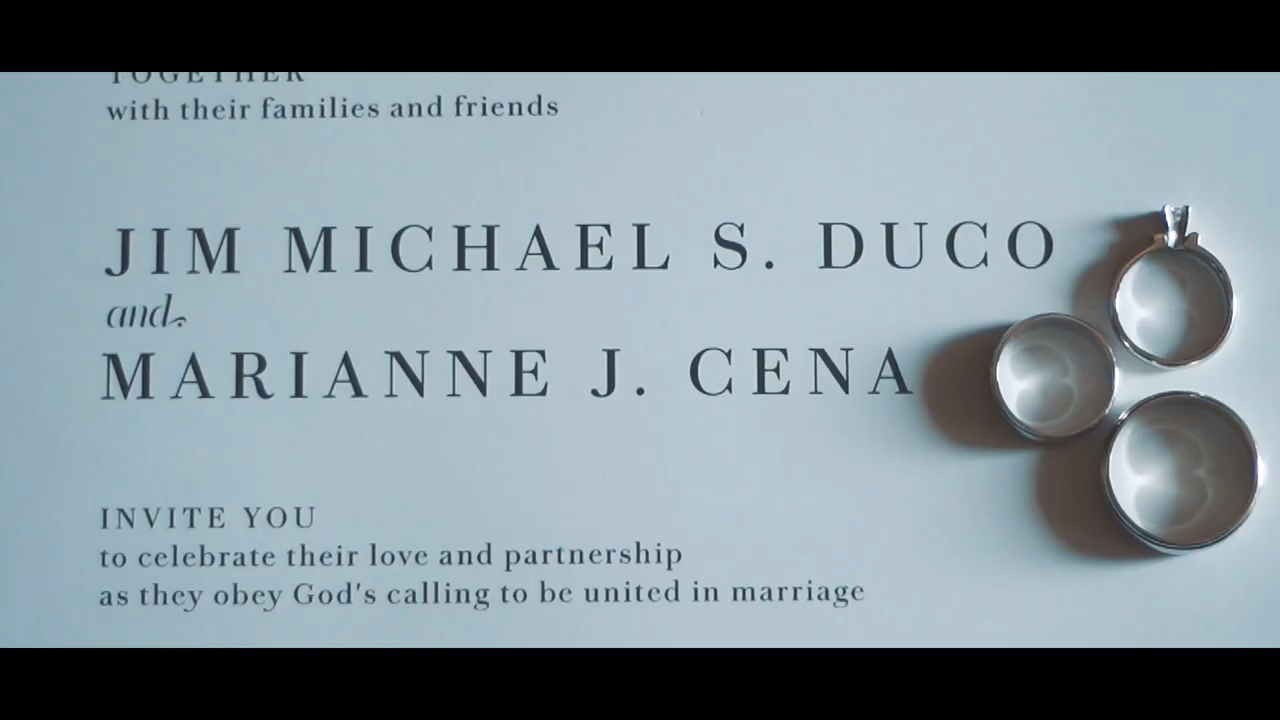 TOGETHER
with their families and friends
JIM MICHAEL S. DUCO
and
MARIANNE J. CENA
INVITE YOU
to celebrate their love and partnership
as they obey God's calling to be united in marriage